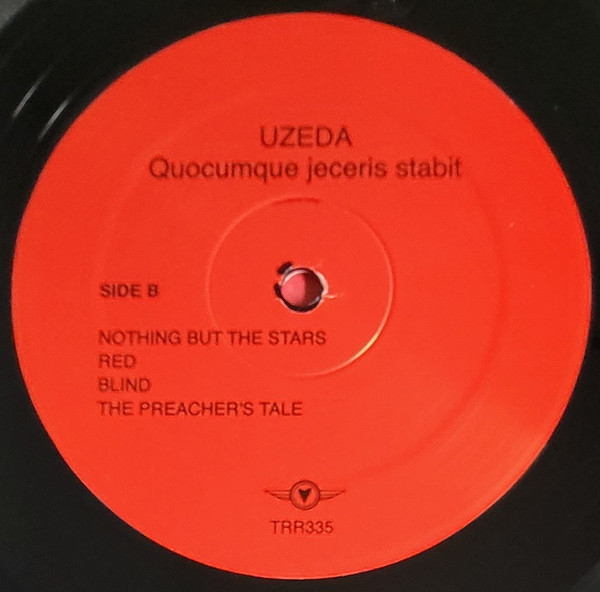 UZEDA
Quocumque jeceris stabit
SIDE B
NOTHING BUT THE STARS
RED
BLIND
THE PREACHER'S TALE
TRR335